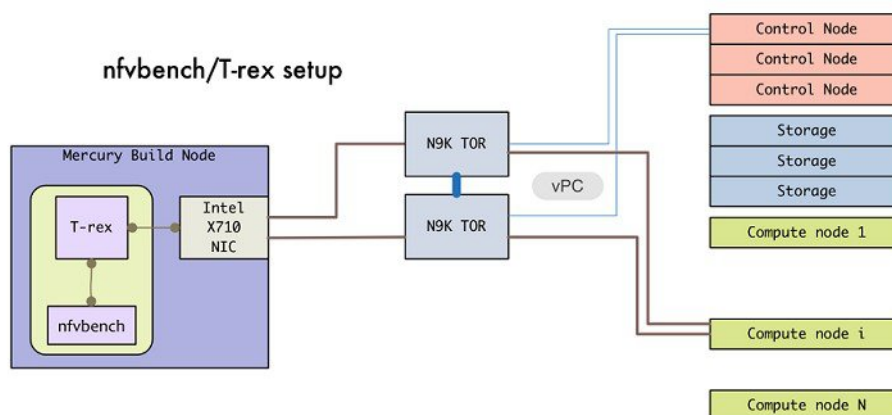 nfvbench/T-rex setup
Mercury Build Node
T-rex
nfvbench
Intel
X710
NIC
N9K TOR
N9K TOR
vPC
Control Node
Control Node
Control Node
Storage
Storage
Storage
Compute node 1
Compute node i
Compute node N